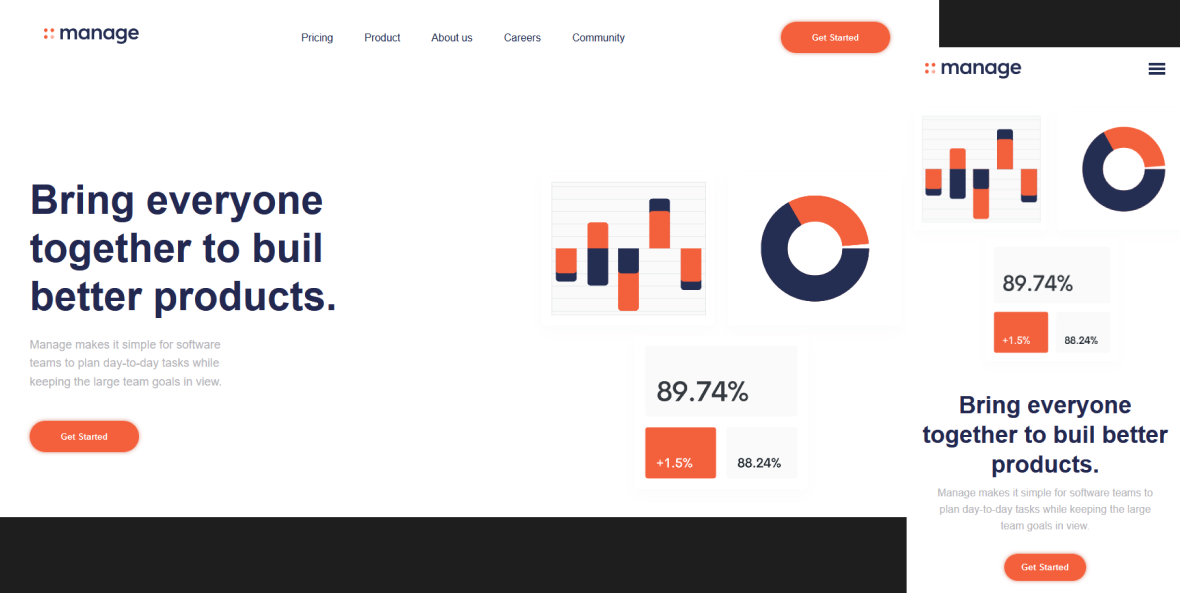 manage
Pricing Product About us Careers Community
Get Started
Bring everyone
together to buil
better products.
Manage makes it simple for software
teams to plan day-to-day tasks while
keeping the large team goals in view.
Get Started
89.74%
+1.5% 88.24%
manage
89.74%
+1.5% 88.24%
Bring everyone
together to buil better
products.
Manage makes it simple for software teams to
plan day-to-day tasks while keeping the large
team goals in view.
Get Started